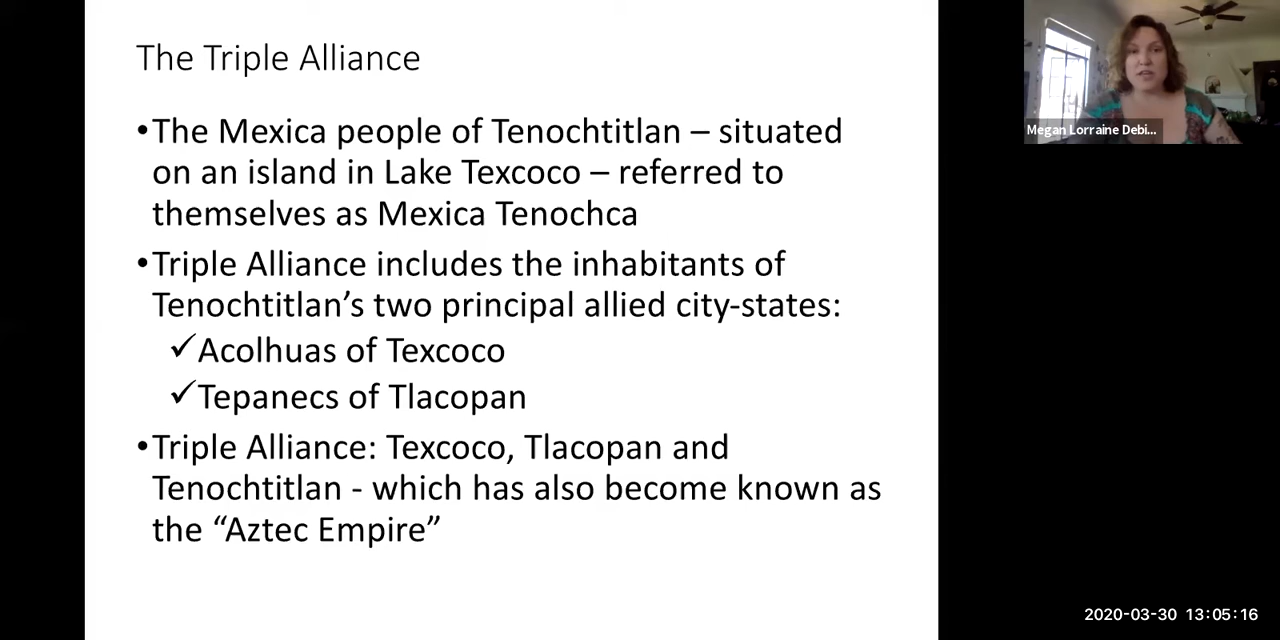 The Triple Alliance
•The Mexica people of Tenochtitlan – situated
on an island in Lake Texcoco – referred to
themselves as Mexica Tenochca
•Triple Alliance includes the inhabitants of
Tenochtitlan’s two principal allied city-states:
✓Acolhuas of Texcoco
✓Tepanecs of Tlacopan
•Triple Alliance: Texcoco, Tlacopan and
Tenochtitlan - which has also become known as
the “Aztec Empire”
Megan Lorraine Debi...
2020-03-30 13:05:16